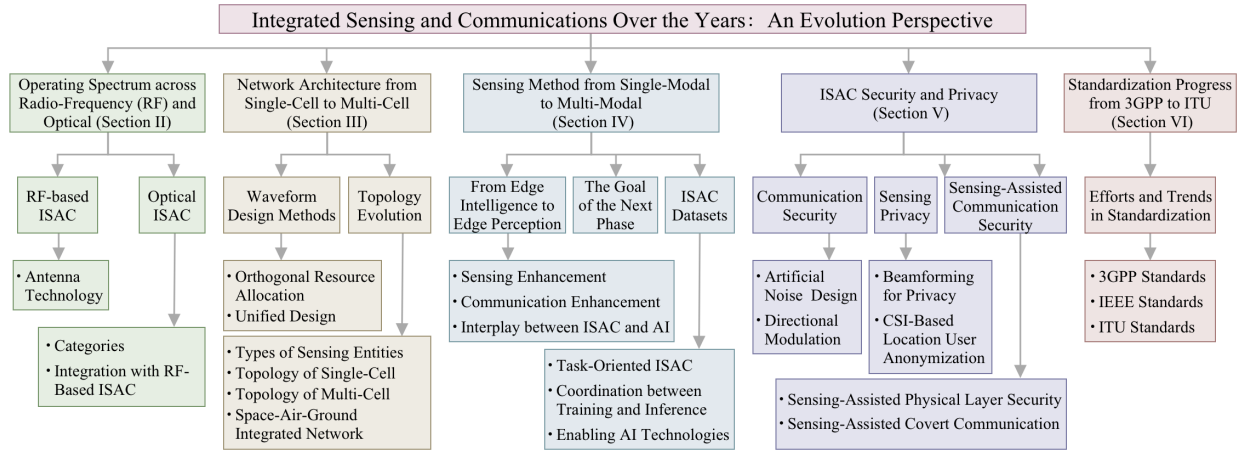 Integrated Sensing and Communications Over the Years: An Evolution Perspective
Operating Spectrum across
Radio-Frequency (RF) and
Optical (Section II)
Network Architecture from
Single-Cell to Multi-Cell
(Section III)
Sensing Method from Single-Modal
to Multi-Modal
(Section IV)
ISAC Security and Privacy
(Section V)
Standardization Progress
from 3GPP to ITU
(Section VI)
RF-based
ISAC
Optical
ISAC
Waveform
Design Methods
Topology
Evolution
From Edge
Intelligence to
Edge Perception
The Goal
of the Next
Phase
ISAC
Datasets
Communication
Security
Sensing
Privacy
Sensing-Assisted
Communication
Security
Efforts and Trends
in Standardization
• Antenna
Technology
• Categories
• Integration with RF-
Based ISAC
• Orthogonal Resource
Allocation
• Unified Design
• Types of Sensing Entities
• Topology of Single-Cell
• Topology of Multi-Cell
• Space-Air-Ground
Integrated Network
• Sensing Enhancement
• Communication Enhancement
• Interplay between ISAC and AI
• Task-Oriented ISAC
• Coordination between
Training and Inference
• Enabling AI Technologies
• Artificial
Noise Design
• Directional
Modulation
• Beamforming
for Privacy
• CSI-Based
Location User
Anonymization
• Sensing-Assisted Physical Layer Security
• Sensing-Assisted Covert Communication
• 3GPP Standards
• IEEE Standards
• ITU Standards